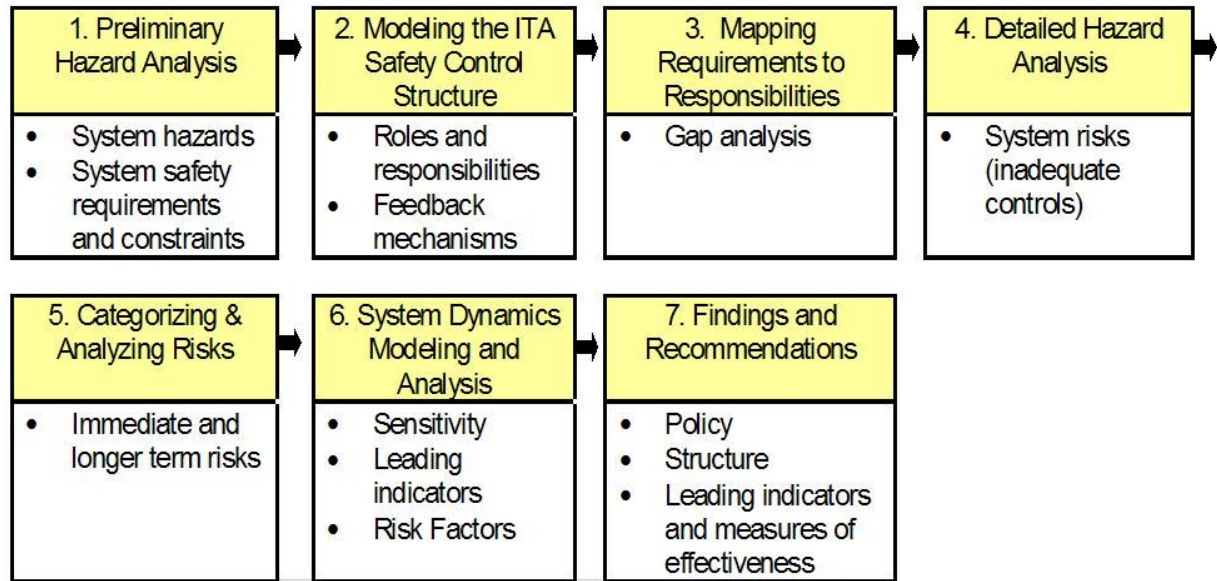 1. Preliminary
Hazard Analysis
• System hazards
• System safety
requirements
and constraints
2. Modeling the ITA
Safety Control
Structure
• Roles and
responsibilities
• Feedback
mechanisms
3. Mapping
Requirements to
Responsibilities
• Gap analysis
4. Detailed Hazard
Analysis
• System risks
(inadequate
controls)
5. Categorizing &
Analyzing Risks
• Immediate and
longer term risks
6. System Dynamics
Modeling and
Analysis
• Sensitivity
• Leading
indicators
• Risk Factors
7. Findings and
Recommendations
• Policy
• Structure
• Leading indicators
and measures of
effectiveness